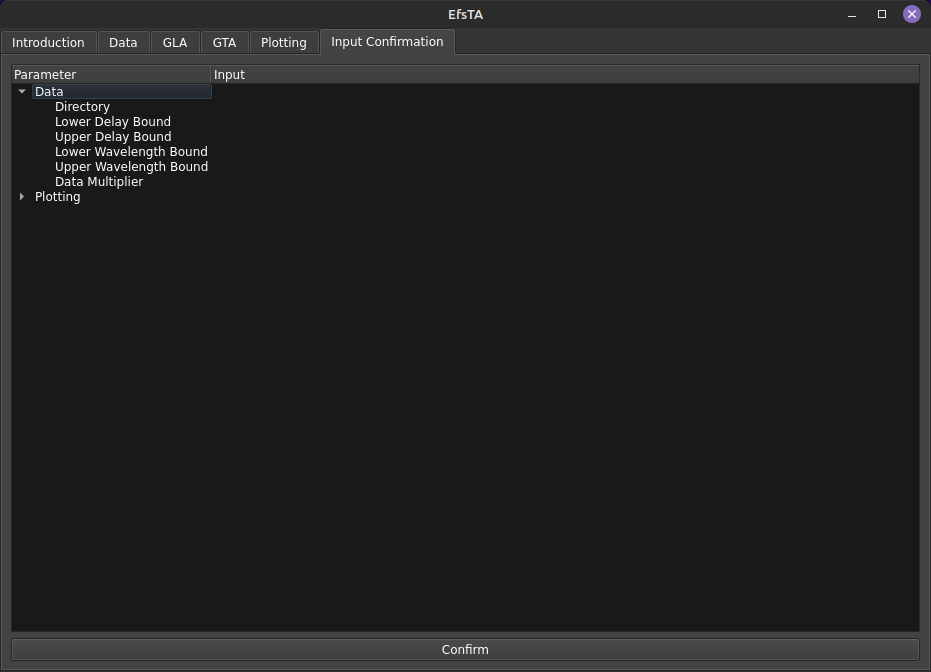 EfsTA
Introduction Data GLA GTA Plotting Input Confirmation
Parameter Input
Data
Directory
Lower Delay Bound
Upper Delay Bound
Lower Wavelength Bound
Upper Wavelength Bound
Data Multiplier
Plotting
Confirm